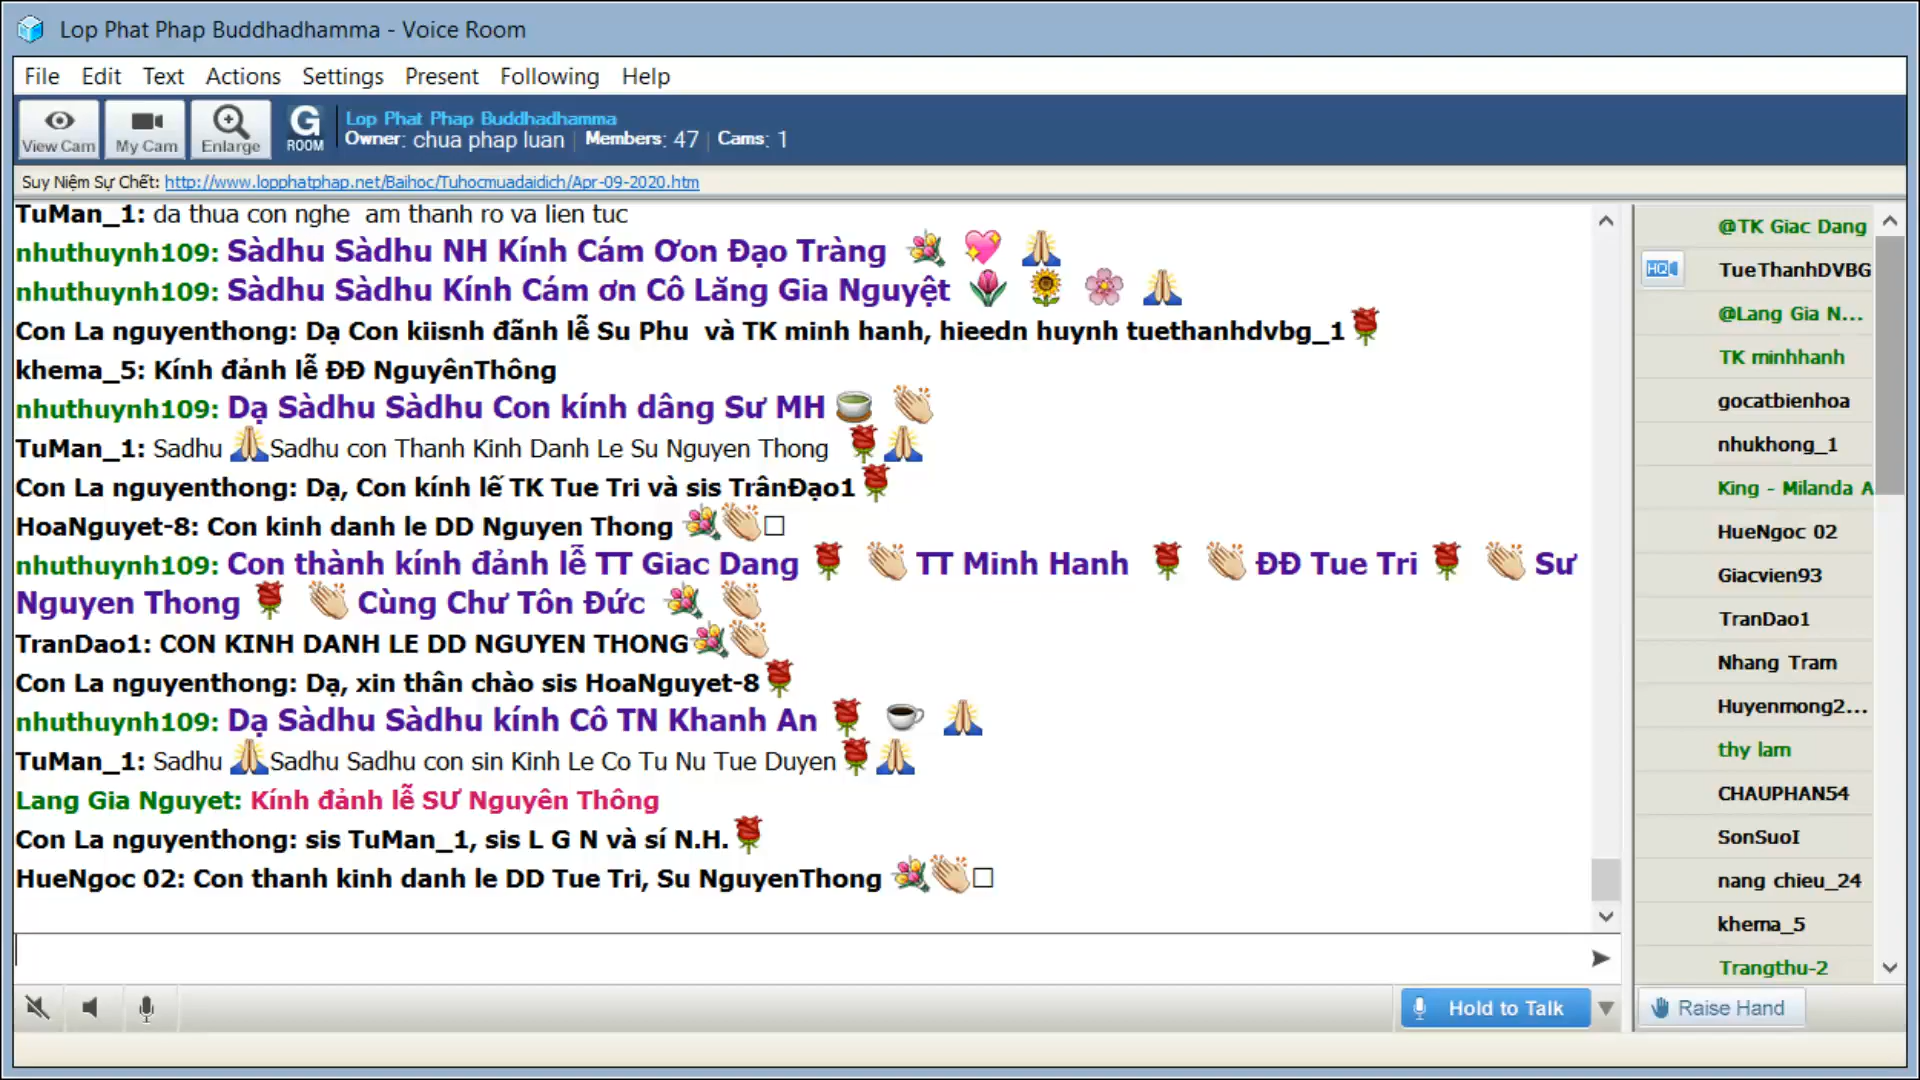 Lop Phat Phap Buddhadhamma - Voice Room
File Edit Text Actions Settings Present Following Help
View Cam My Cam Enlarge G ROOM
Lop Phat Phap Buddhadhamma
Owner: chua phap luan | Members: 47 | Cams: 1
Suy Niệm Sự Chết: http://www.lopphatphap.net/Baihoc/Tuhocmuadaidich/Apr-09-2020.htm
TuMan_1: da thua con nghe am thanh ro va lien tuc
nhuthuynh109: Sàdhu Sàdhu NH Kính Cám Ơon Đạo Tràng 💐 💖 🙏
nhuthuynh109: Sàdhu Sàdhu Kính Cám ơn Cô Lăng Gia Nguyệt 🌷 🌻 🌸 🙏
Con La nguyenthong: Dạ Con kiisnh đãnh lễ Su Phu và TK minh hanh, hieedn huynh tuethanhdvbg_1🌹
khema_5: Kính đảnh lễ ĐĐ NguyênThông
nhuthuynh109: Dạ Sàdhu Sàdhu Con kính dâng Sư MH 🍵 👏
TuMan_1: Sadhu 🙏Sadhu con Thanh Kinh Danh Le Su Nguyen Thong 🌹🙏
Con La nguyenthong: Dạ, Con kính lế TK Tue Tri và sis TrânĐạo1🌹
HoaNguyet-8: Con kinh danh le DD Nguyen Thong 💐👏□
nhuthuynh109: Con thành kính đảnh lễ TT Giac Dang 🌹 👏 TT Minh Hanh 🌹 👏 ĐĐ Tue Tri 🌹 👏 Sư
Nguyen Thong 🌹 👏 Cùng Chư Tôn Đức 💐 👏
TranDao1: CON KINH DANH LE DD NGUYEN THONG💐👏
Con La nguyenthong: Dạ, xin thân chào sis HoaNguyet-8🌹
nhuthuynh109: Dạ Sàdhu Sàdhu kính Cô TN Khanh An 🌹 ☕ 🙏
TuMan_1: Sadhu 🙏Sadhu Sadhu con sin Kinh Le Co Tu Nu Tue Duyen🌹🙏
Lang Gia Nguyet: Kính đảnh lễ SƯ Nguyên Thông
Con La nguyenthong: sis TuMan_1, sis L G N và sí N.H.🌹
HueNgoc 02: Con thanh kinh danh le DD Tue Tri, Su NguyenThong 💐👏□
Hold to Talk
@TK Giac Dang
HQ TueThanhDVBG
@Lang Gia N...
TK minhhanh
gocatbienhoa
nhukhong_1
King - Milanda A
HueNgoc 02
Giacvien93
TranDao1
Nhang Tram
Huyenmong2...
thy lam
CHAUPHAN54
SonSuoI
nang chieu_24
khema_5
Trangthu-2
Raise Hand